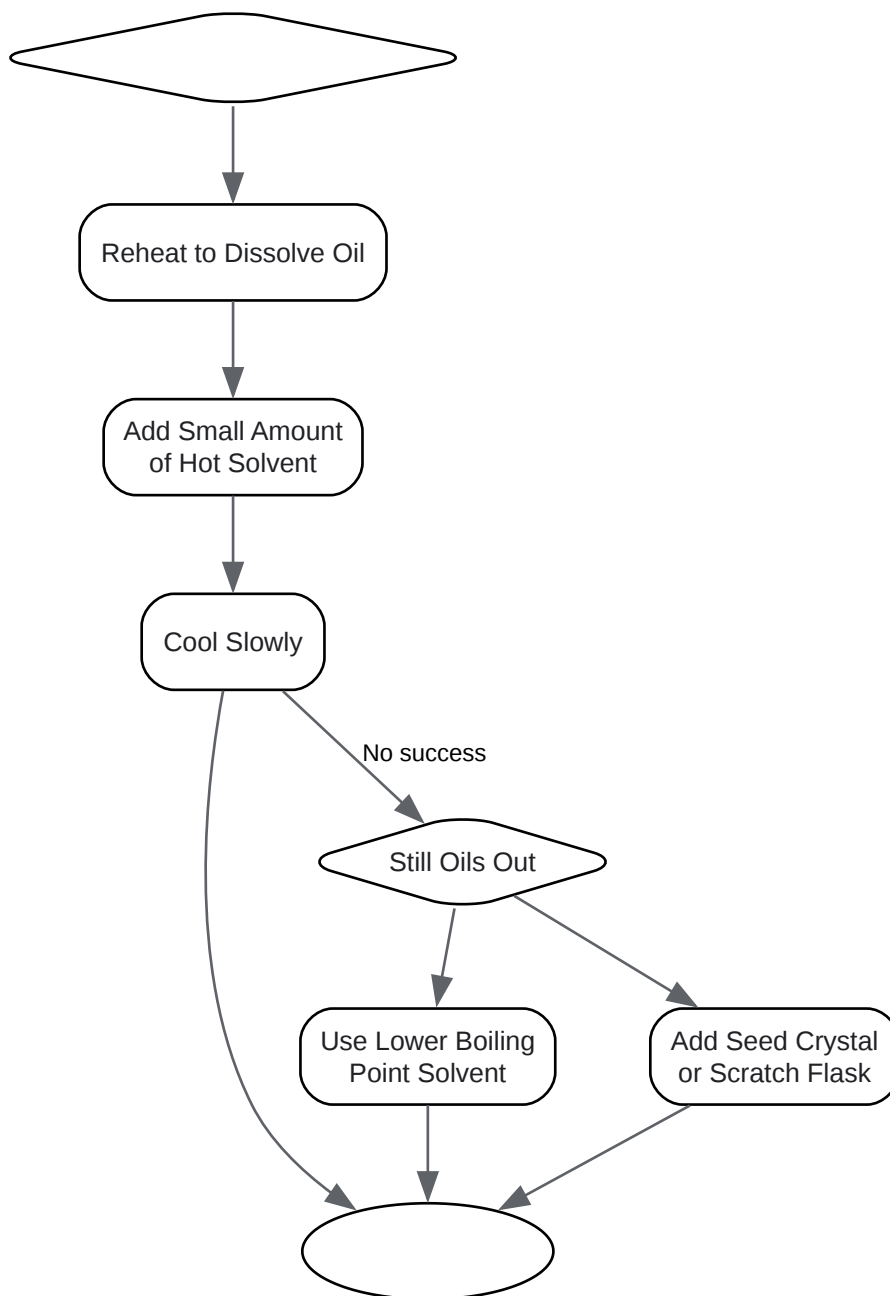 Reheat to Dissolve Oil
Add Small Amount
of Hot Solvent
Cool Slowly
No success
Still Oils Out
Use Lower Boiling
Point Solvent
Add Seed Crystal
or Scratch Flask